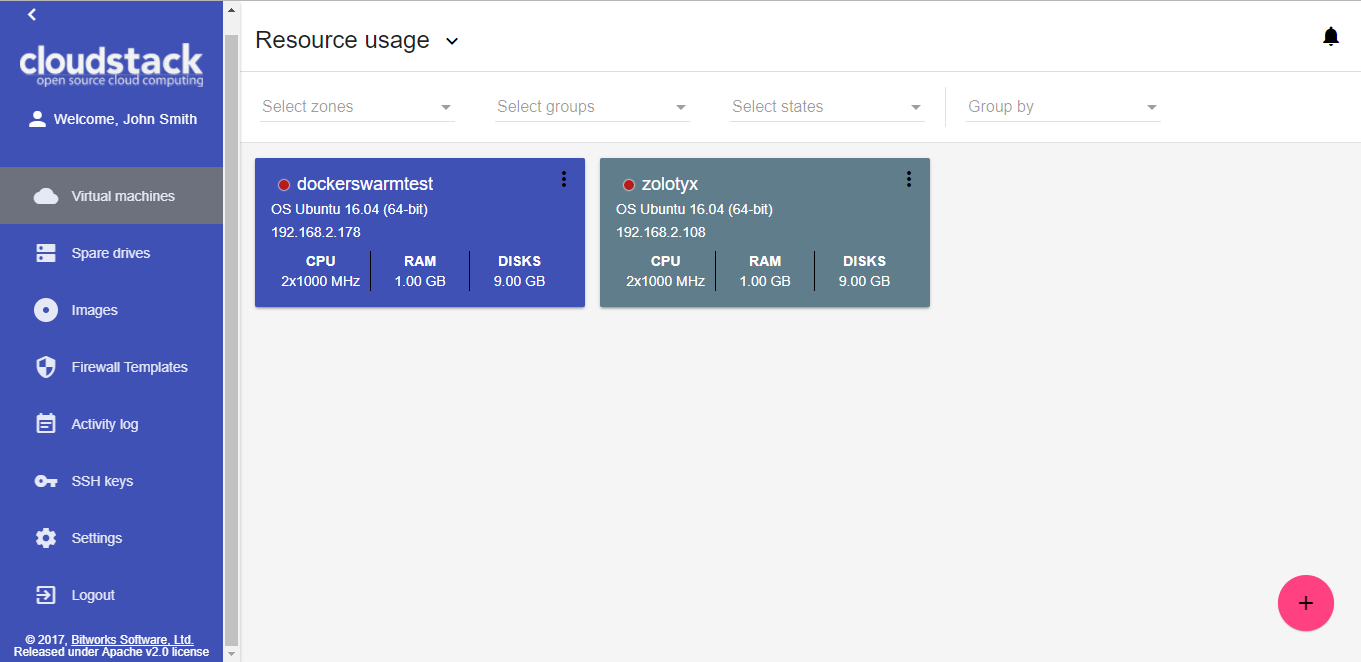 cloudstack
open source cloud computing
Welcome, John Smith
Virtual machines
Spare drives
Images
Firewall Templates
Activity log
SSH keys
Settings
Logout
© 2017, Bitworks Software, Ltd.
Released under Apache v2.0 license
Resource usage
Select zones
Select groups
Select states
Group by
dockerswarmtest
OS Ubuntu 16.04 (64-bit)
192.168.2.178
CPU RAM DISKS
2x1000 MHz 1.00 GB 9.00 GB
zolotyx
OS Ubuntu 16.04 (64-bit)
192.168.2.108
CPU RAM DISKS
2x1000 MHz 1.00 GB 9.00 GB